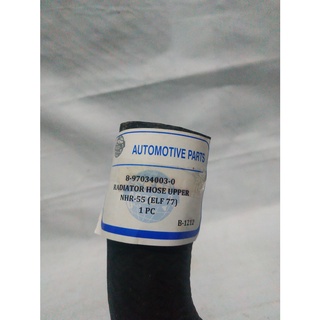 AUTOMOTIVE PARTS
8-97034003-0
RADIATOR HOSE UPPER
NHR-55 (ELF 77)
1 PC
B-1212